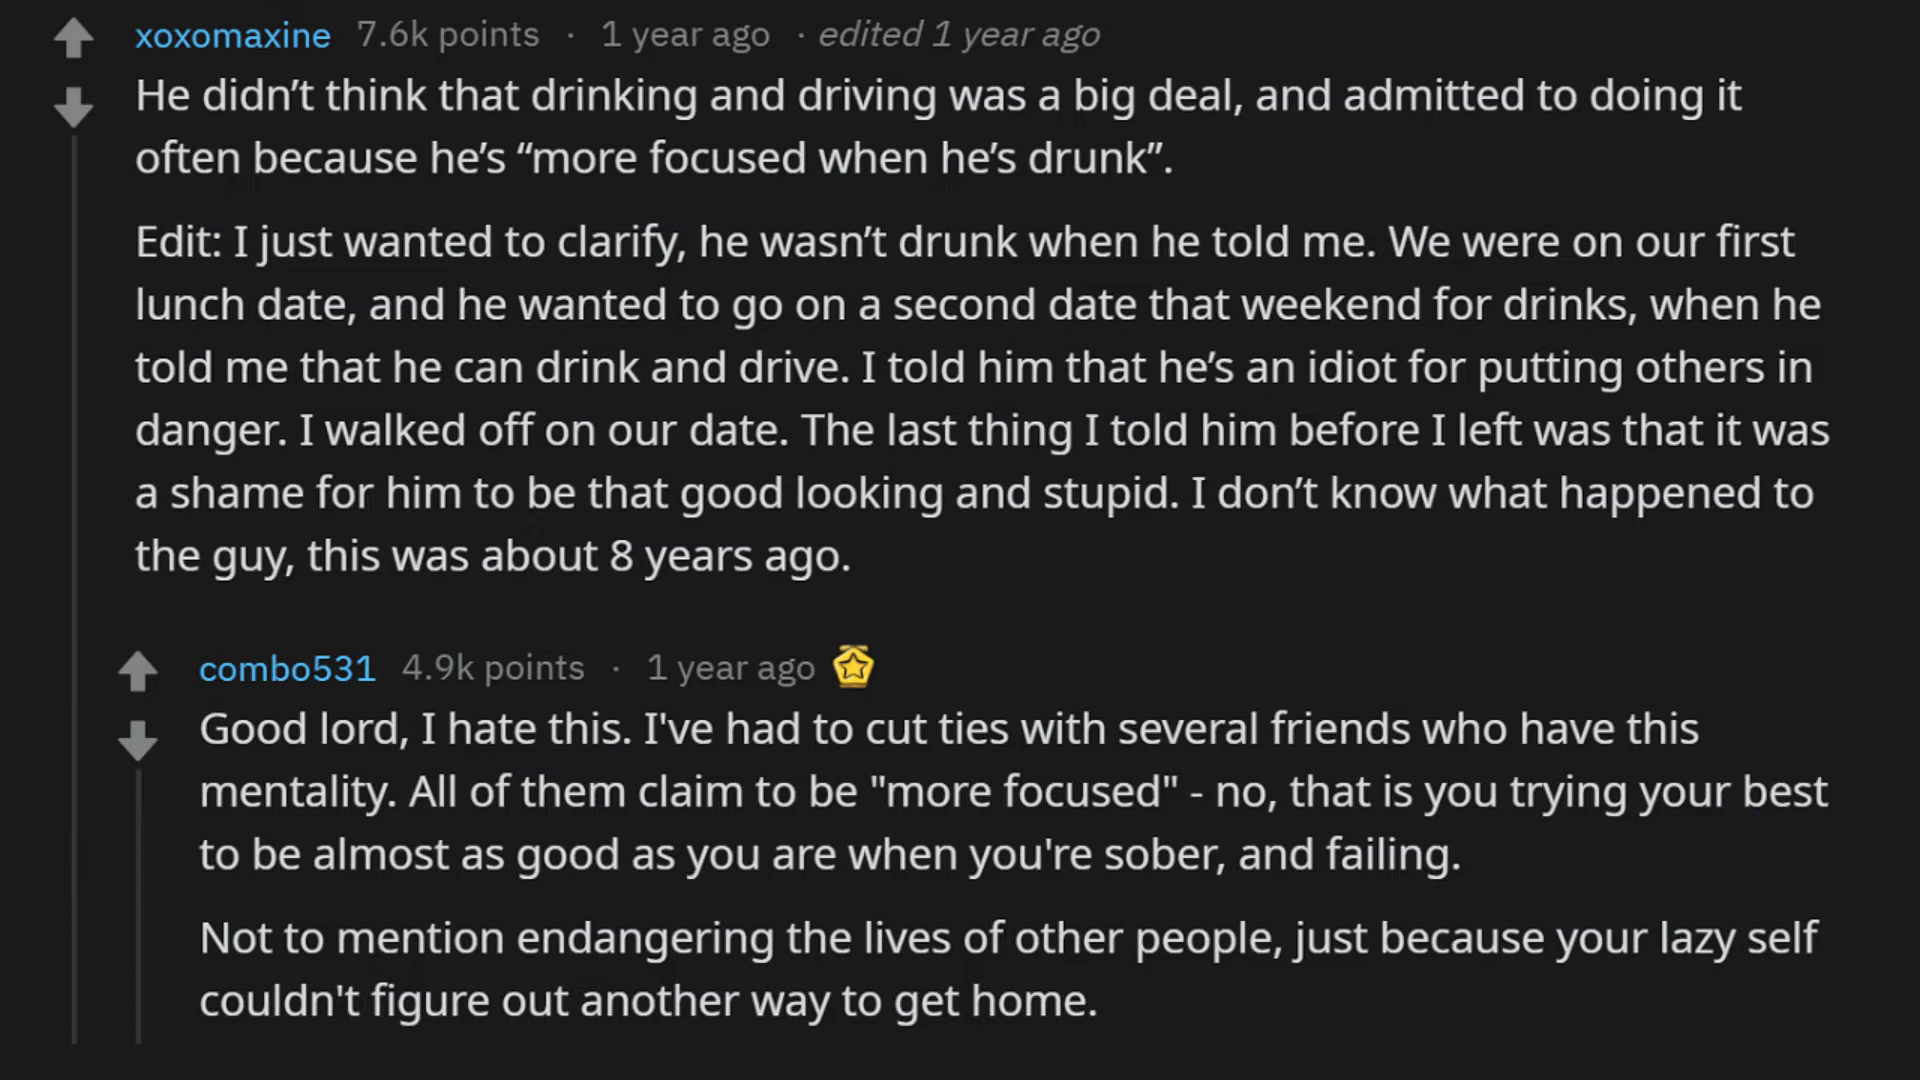 xoxomaxine 7.6k points · 1 year ago · edited 1 year ago
He didn’t think that drinking and driving was a big deal, and admitted to doing it
often because he’s “more focused when he’s drunk”.
Edit: I just wanted to clarify, he wasn’t drunk when he told me. We were on our first
lunch date, and he wanted to go on a second date that weekend for drinks, when he
told me that he can drink and drive. I told him that he’s an idiot for putting others in
danger. I walked off on our date. The last thing I told him before I left was that it was
a shame for him to be that good looking and stupid. I don’t know what happened to
the guy, this was about 8 years ago.
combo531 4.9k points · 1 year ago
Good lord, I hate this. I've had to cut ties with several friends who have this
mentality. All of them claim to be "more focused" - no, that is you trying your best
to be almost as good as you are when you're sober, and failing.
Not to mention endangering the lives of other people, just because your lazy self
couldn't figure out another way to get home.